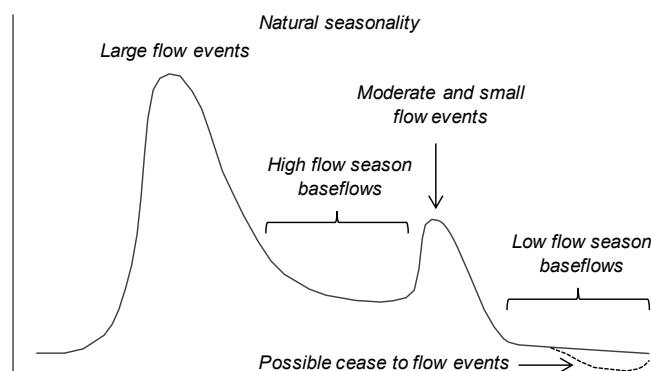 Natural seasonality
Large flow events
Moderate and small
flow events
High flow season
baseflows
Low flow season
baseflows
Possible cease to flow events